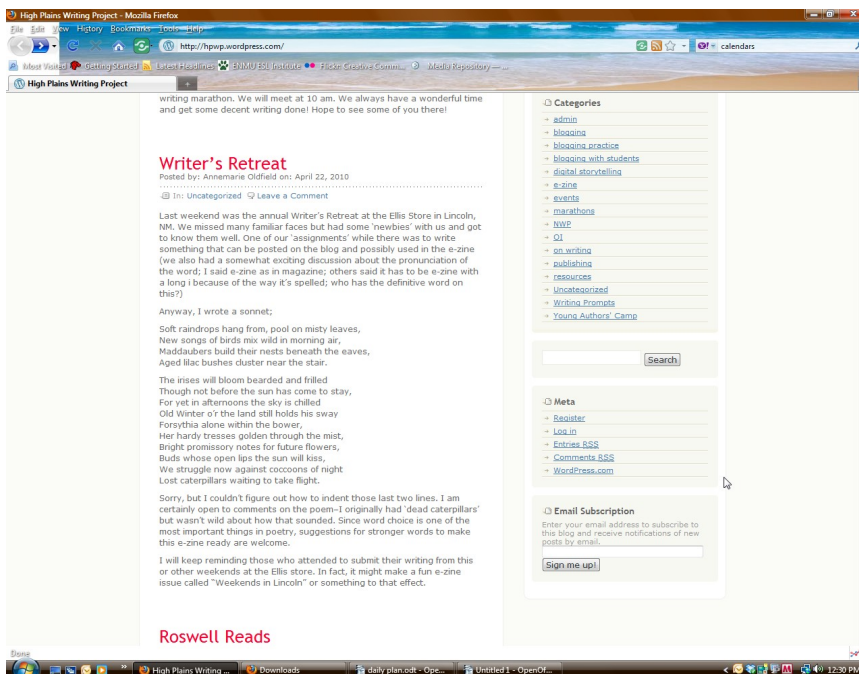 High Plains Writing Project - Mozilla Firefox
File Edit View History Bookmarks Tools Help
http://hpwp.wordpress.com/
calendars
Most Visited Getting Started Latest Headlines ENMU ESL Institute Flickr Creative Comm... Media Repository — ...
High Plains Writing Project
writing marathon. We will meet at 10 am. We always have a wonderful time
and get some decent writing done! Hope to see some of you there!
Writer's Retreat
Posted by: Annemarie Oldfield on: April 22, 2010
In: Uncategorized Leave a Comment
Last weekend was the annual Writer's Retreat at the Ellis Store in Lincoln,
NM. We missed many familiar faces but had some 'newbies' with us and got
to know them well. One of our 'assignments' while there was to write
something that can be posted on the blog and possibly used in the e-zine
(we also had a somewhat exciting discussion about the pronunciation of
the word; I said e-zine as in magazine; others said it has to be e-zine with
a long i because of the way it's spelled; who has the definitive word on
this?)
Anyway, I wrote a sonnet;
Soft raindrops hang from, pool on misty leaves,
New songs of birds mix wild in morning air,
Maddaubers build their nests beneath the eaves,
Aged lilac bushes cluster near the stair.
The irises will bloom bearded and frilled
Though not before the sun has come to stay,
For yet in afternoons the sky is chilled
Old Winter o'r the land still holds his sway
Forsythia alone within the bower,
Her hardy tresses golden through the mist,
Bright promissory notes for future flowers,
Buds whose open lips the sun will kiss,
We struggle now against coccoons of night
Lost caterpillars waiting to take flight.
Sorry, but I couldn't figure out how to indent those last two lines. I am
certainly open to comments on the poem–I originally had 'dead caterpillars'
but wasn't wild about how that sounded. Since word choice is one of the
most important things in poetry, suggestions for stronger words to make
this e-zine ready are welcome.
I will keep reminding those who attended to submit their writing from this
or other weekends at the Ellis store. In fact, it might make a fun e-zine
issue called "Weekends in Lincoln" or something to that effect.
Roswell Reads
Categories
admin
blogging
blogging practice
blogging with students
digital storytelling
e-zine
events
marathons
NWP
OI
on writing
publishing
resources
Uncategorized
Writing Prompts
Young Authors' Camp
Search
Meta
Register
Log in
Entries RSS
Comments RSS
WordPress.com
Email Subscription
Enter your email address to subscribe to
this blog and receive notifications of new
posts by email.
Sign me up!
Done
High Plains Writing ... Downloads daily plan.odt - Ope... Untitled 1 - OpenOf... 12:30 PM